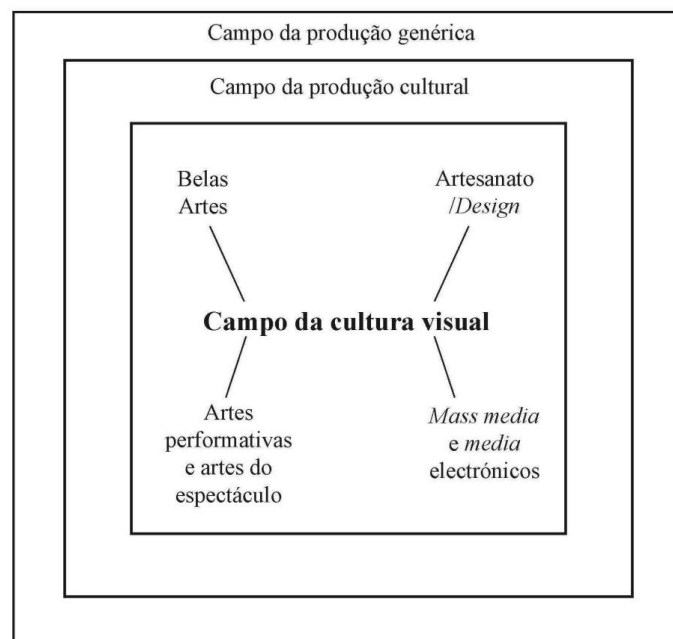 Campo da produção genérica
Campo da produção cultural
Belas
Artes
Artesanato
/Design
Campo da cultura visual
Artes
performativas
e artes do
espectáculo
Mass media
e media
electrónicos